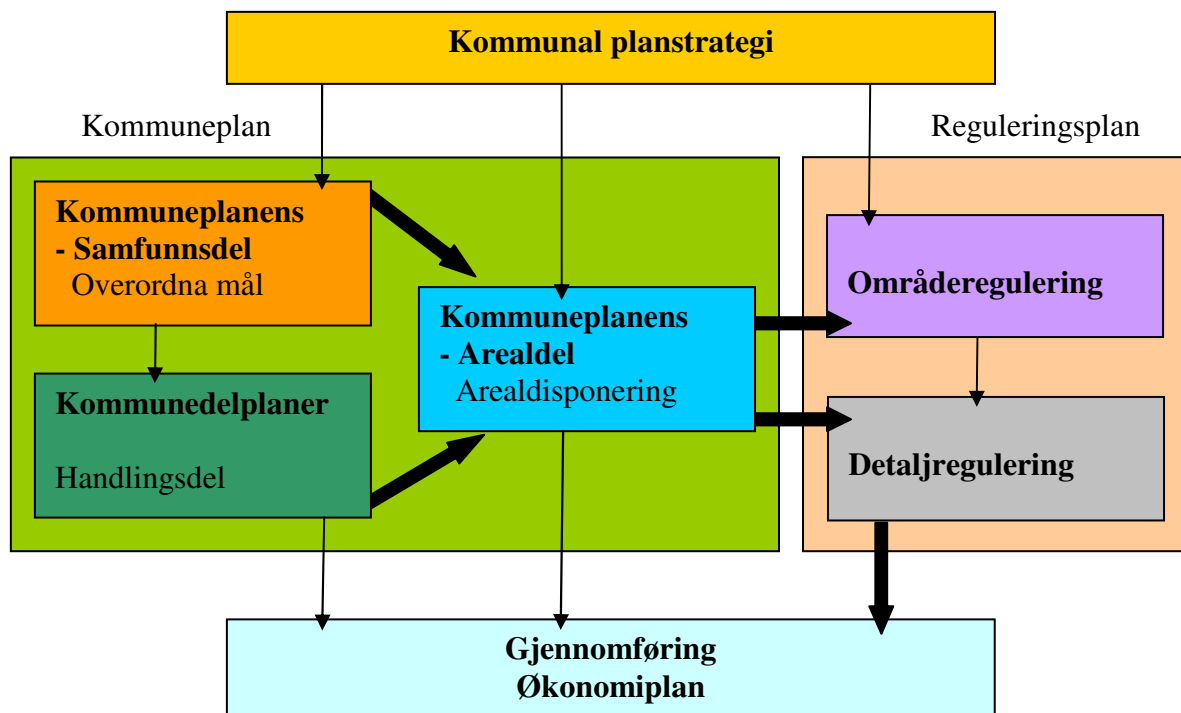 Kommunal planstrategi
Kommuneplan
Reguleringsplan
Kommuneplanens
- Samfunnsdel
Overordna mål
Kommunedelplaner
Handlingsdel
Kommuneplanens
- Arealdel
Arealdisponering
Områderegulering
Detaljregulering
Gjennomføring
Økonomiplan